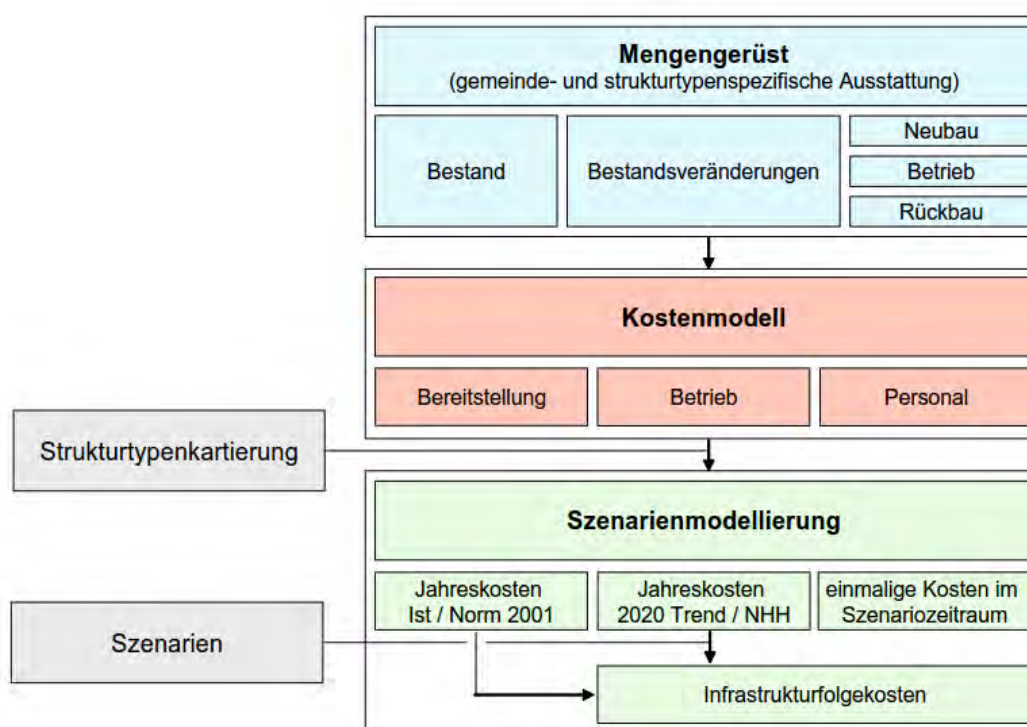 Mengengerüst
(gemeinde- und strukturtypenspezifische Ausstattung)
Bestand
Bestandsveränderungen
Neubau
Betrieb
Rückbau
Kostenmodell
Bereitstellung
Betrieb
Personal
Strukturtypenkartierung
Szenarienmodellierung
Jahreskosten
Ist / Norm 2001
Jahreskosten
2020 Trend / NHH
einmalige Kosten im
Szenariozeitraum
Szenarien
Infrastrukturfolgekosten